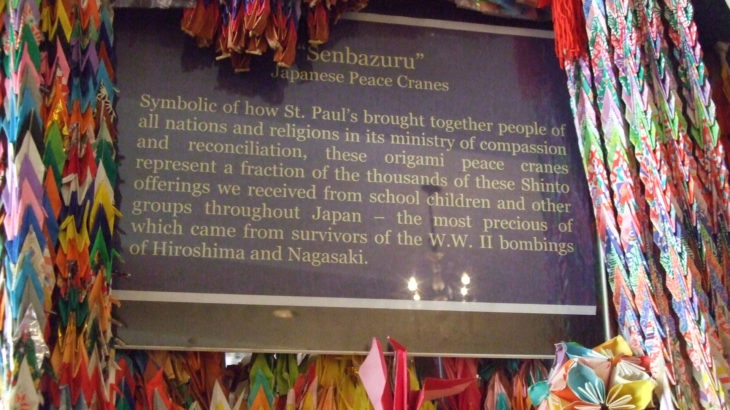 "Senbazuru"
Japanese Peace Cranes
Symbolic of how St. Paul's brought together people of
all nations and religions in its ministry of compassion
and reconciliation, these origami peace cranes
represent a fraction of the thousands of these Shinto
offerings we received from school children and other
groups throughout Japan – the most precious of
which came from survivors of the W.W. II bombings
of Hiroshima and Nagasaki.